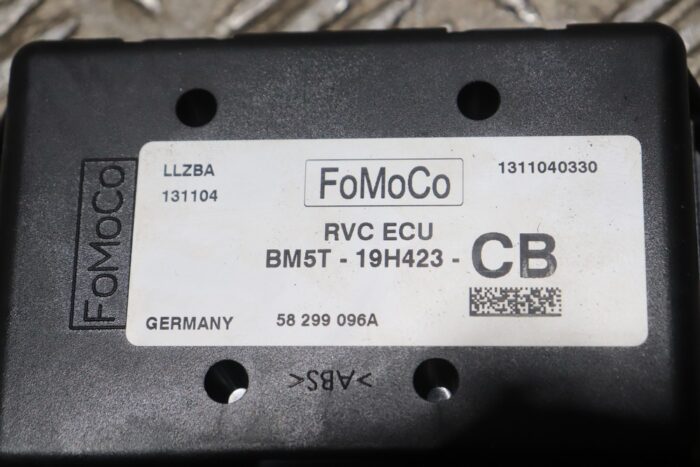 LLZBA
131104
FoMoCo
1311040330
RVC ECU
BM5T - 19H423 - CB
GERMANY 58 299 096A
FoMoCo
>ABS<